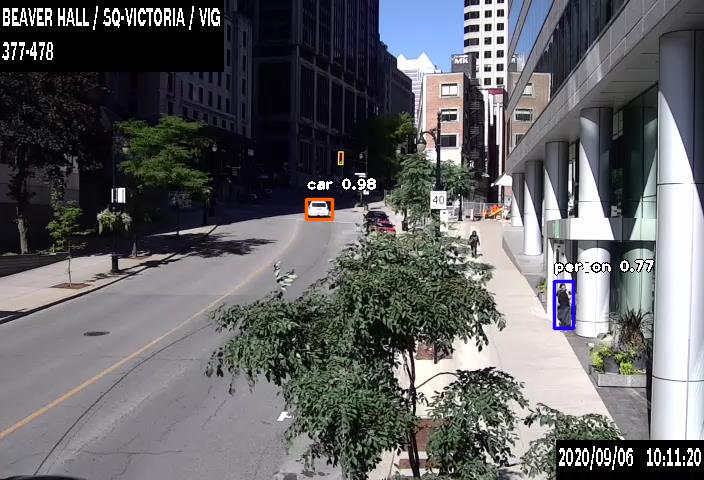 BEAVER HALL / SQ-VICTORIA / VIG
377-478
MK
car 0.98
40
person 0.77
2020/09/06 10:11:20